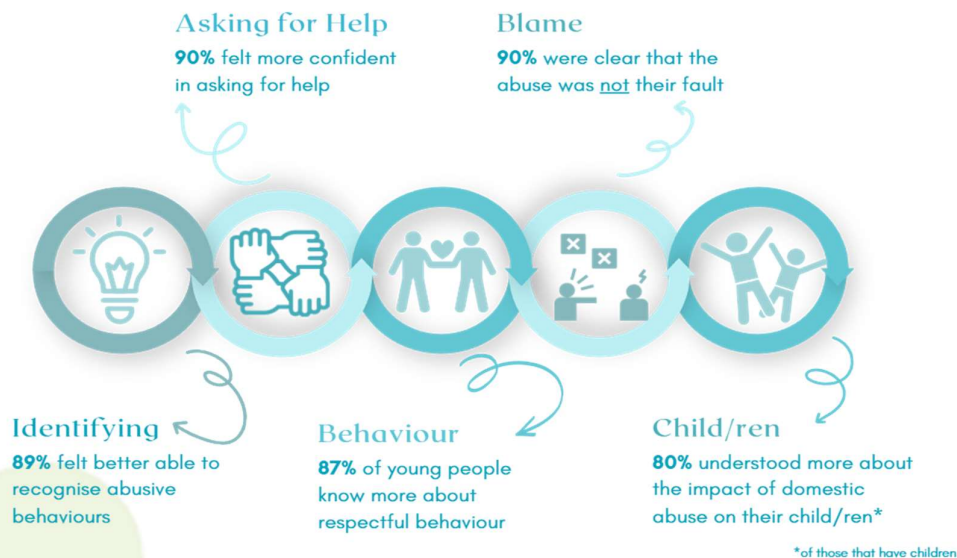 Asking for Help
90% felt more confident
in asking for help
Blame
90% were clear that the
abuse was not their fault
Identifying
89% felt better able to
recognise abusive
behaviours
Behaviour
87% of young people
know more about
respectful behaviour
Child/ren
80% understood more about
the impact of domestic
abuse on their child/ren*
*of those that have children